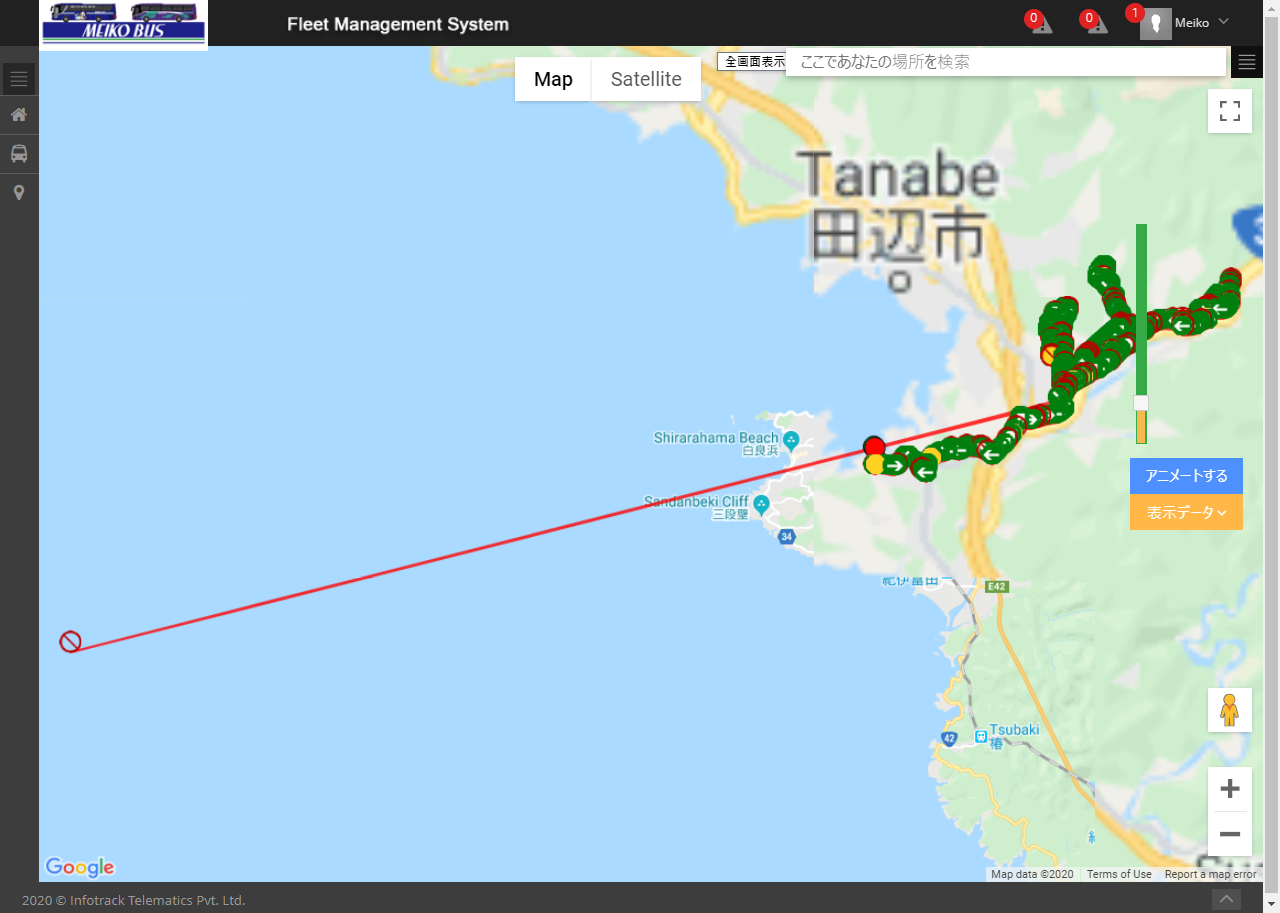 MEIKO BUS
Fleet Management System
0
0
1
Meiko
Map
Satellite
全画面表示
ここであなたの場所を検索
Tanabe
田辺市
Shirarahama Beach
白良浜
Sandanbeki Cliff
三段壁
34
アニメートする
表示データ
紀伊富田
E42
42
Tsubaki
椿
Google
Map data ©2020
Terms of Use
Report a map error
2020 © Infotrack Telematics Pvt. Ltd.